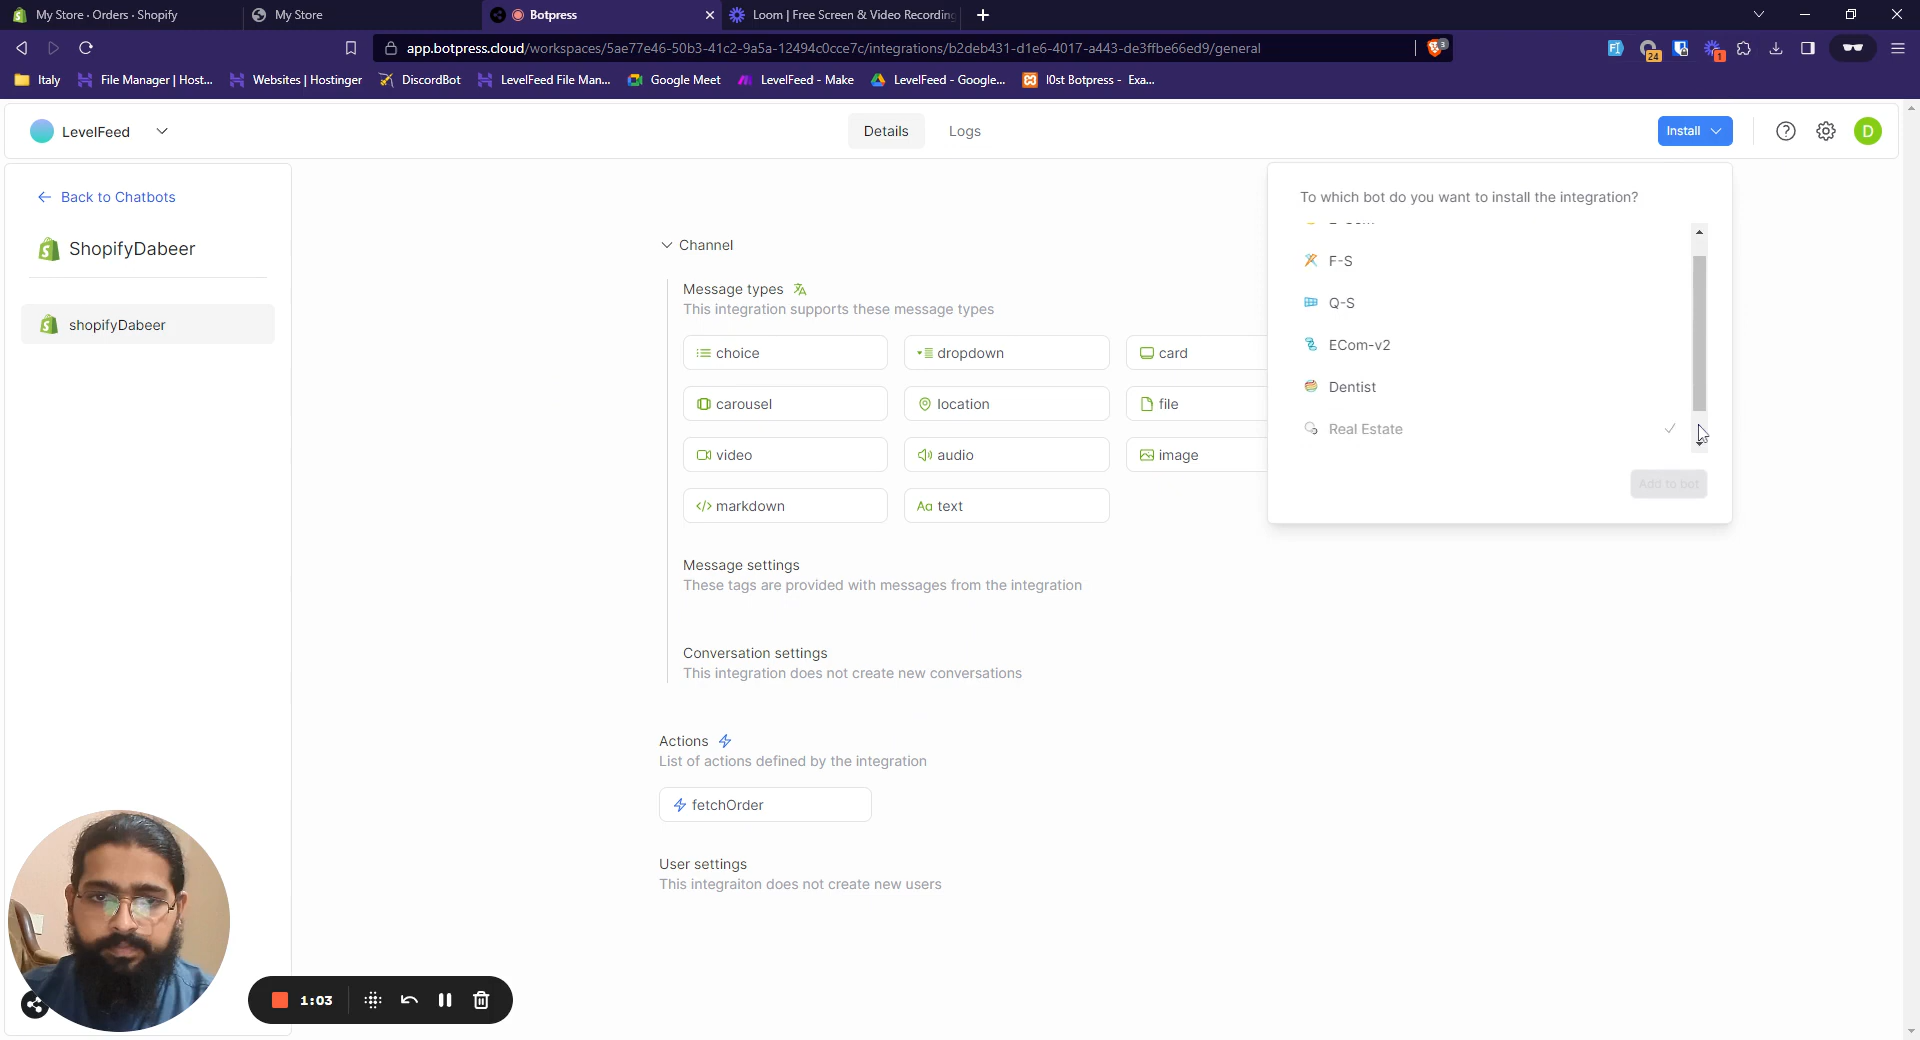 My Store · Orders · Shopify
My Store
Botpress
Loom | Free Screen & Video Recording
app.botpress.cloud/workspaces/5ae77e46-50b3-41c2-9a5a-12494c0cce7c/integrations/b2deb431-d1e6-4017-a443-de3ffbe66ed9/general
3
24
1
Italy
File Manager | Host...
Websites | Hostinger
DiscordBot
LevelFeed File Man...
Google Meet
LevelFeed - Make
LevelFeed - Google...
l0st Botpress - Exa...
LevelFeed
Details
Logs
Install
D
Back to Chatbots
ShopifyDabeer
shopifyDabeer
Channel
Message types
This integration supports these message types
choice
dropdown
card
carousel
location
file
video
audio
image
markdown
Aa text
Message settings
These tags are provided with messages from the integration
Conversation settings
This integration does not create new conversations
Actions
List of actions defined by the integration
fetchOrder
User settings
This integraiton does not create new users
To which bot do you want to install the integration?
F-S
Q-S
ECom-v2
Dentist
Real Estate
Add to bot
1:03